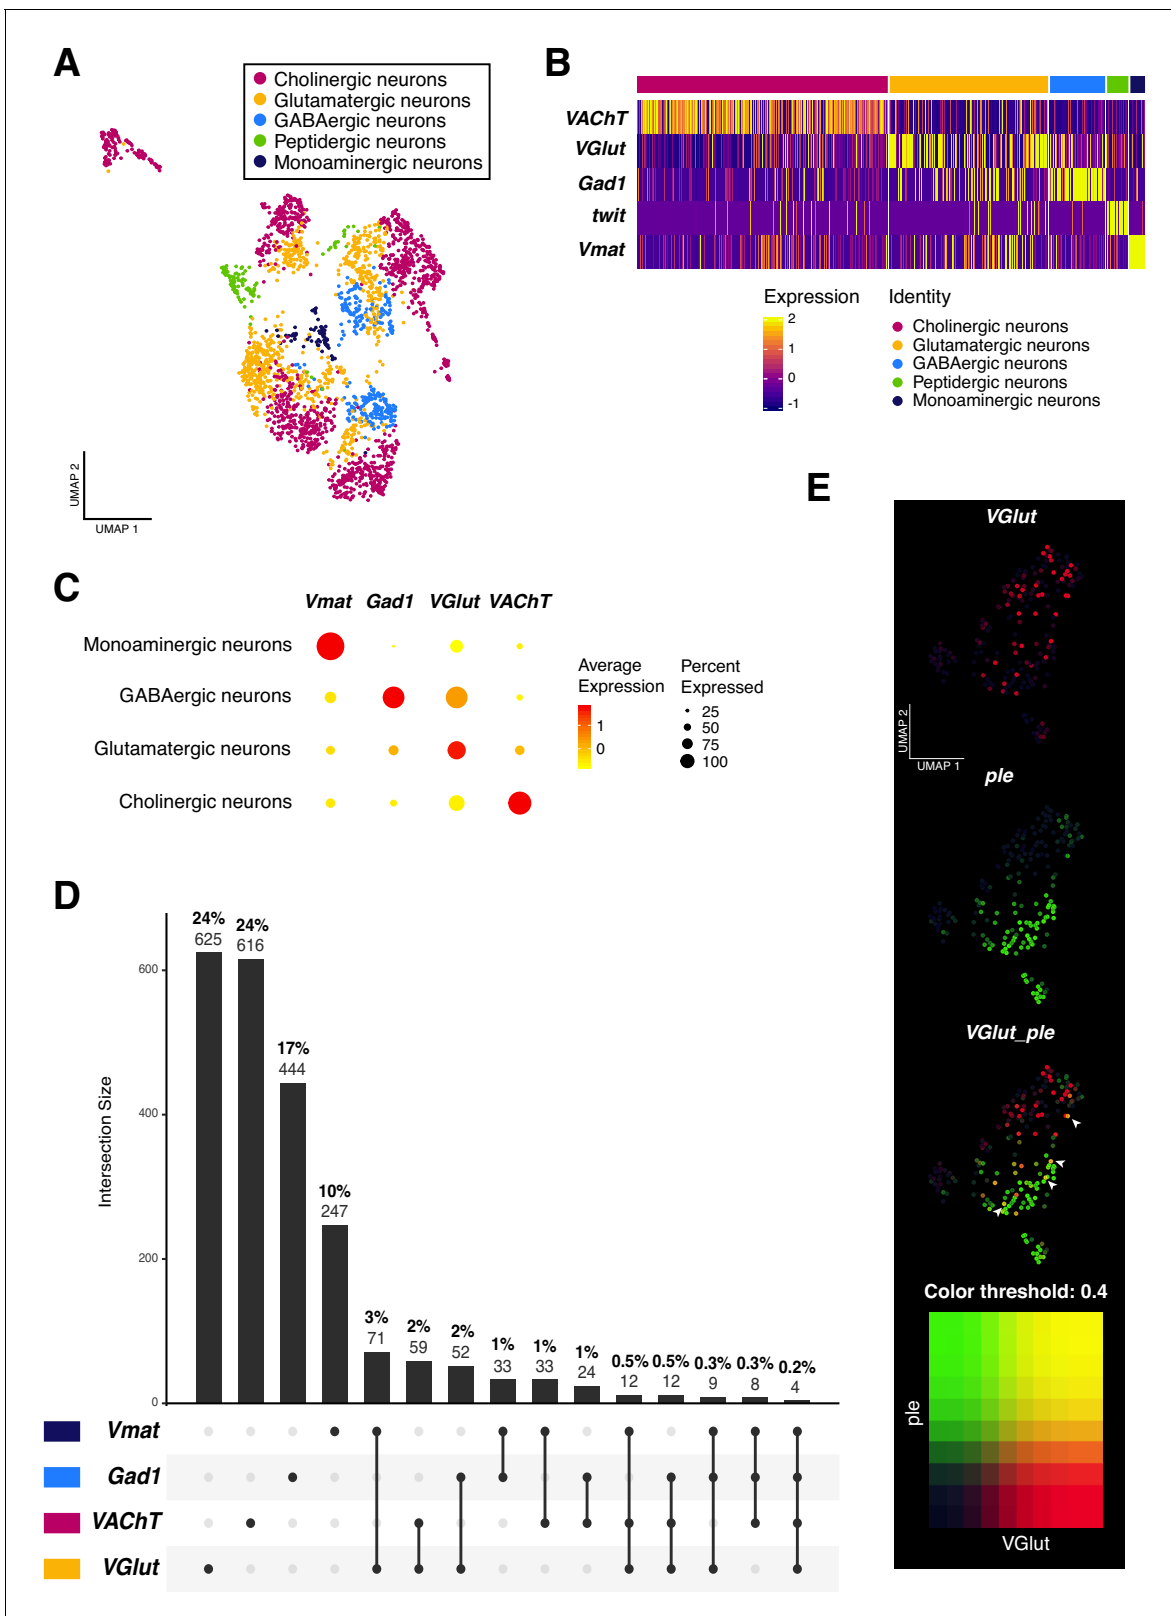 A
Cholinergic neurons
Glutamatergic neurons
GABAergic neurons
Peptidergic neurons
Monoaminergic neurons
UMAP 2
UMAP 1
B
VAChT
VGlut
Gad1
twit
Vmat
Expression
2
1
0
-1
Identity
Cholinergic neurons
Glutamatergic neurons
GABAergic neurons
Peptidergic neurons
Monoaminergic neurons
C
Vmat Gad1 VGlut VAChT
Monoaminergic neurons
GABAergic neurons
Glutamatergic neurons
Cholinergic neurons
Average
Expression
1
0
Percent
Expressed
25
50
75
100
D
Intersection Size
600
400
200
0
24% 24% 17% 10% 3% 2% 2% 1% 1% 1% 0.5% 0.5% 0.3% 0.3% 0.2%
625 616 444 247 71 59 52 33 33 24 12 12 9 8 4
Vmat
Gad1
VAChT
VGlut
E
VGlut
UMAP 2
UMAP 1
ple
VGlut_ple
Color threshold: 0.4
ple
VGlut